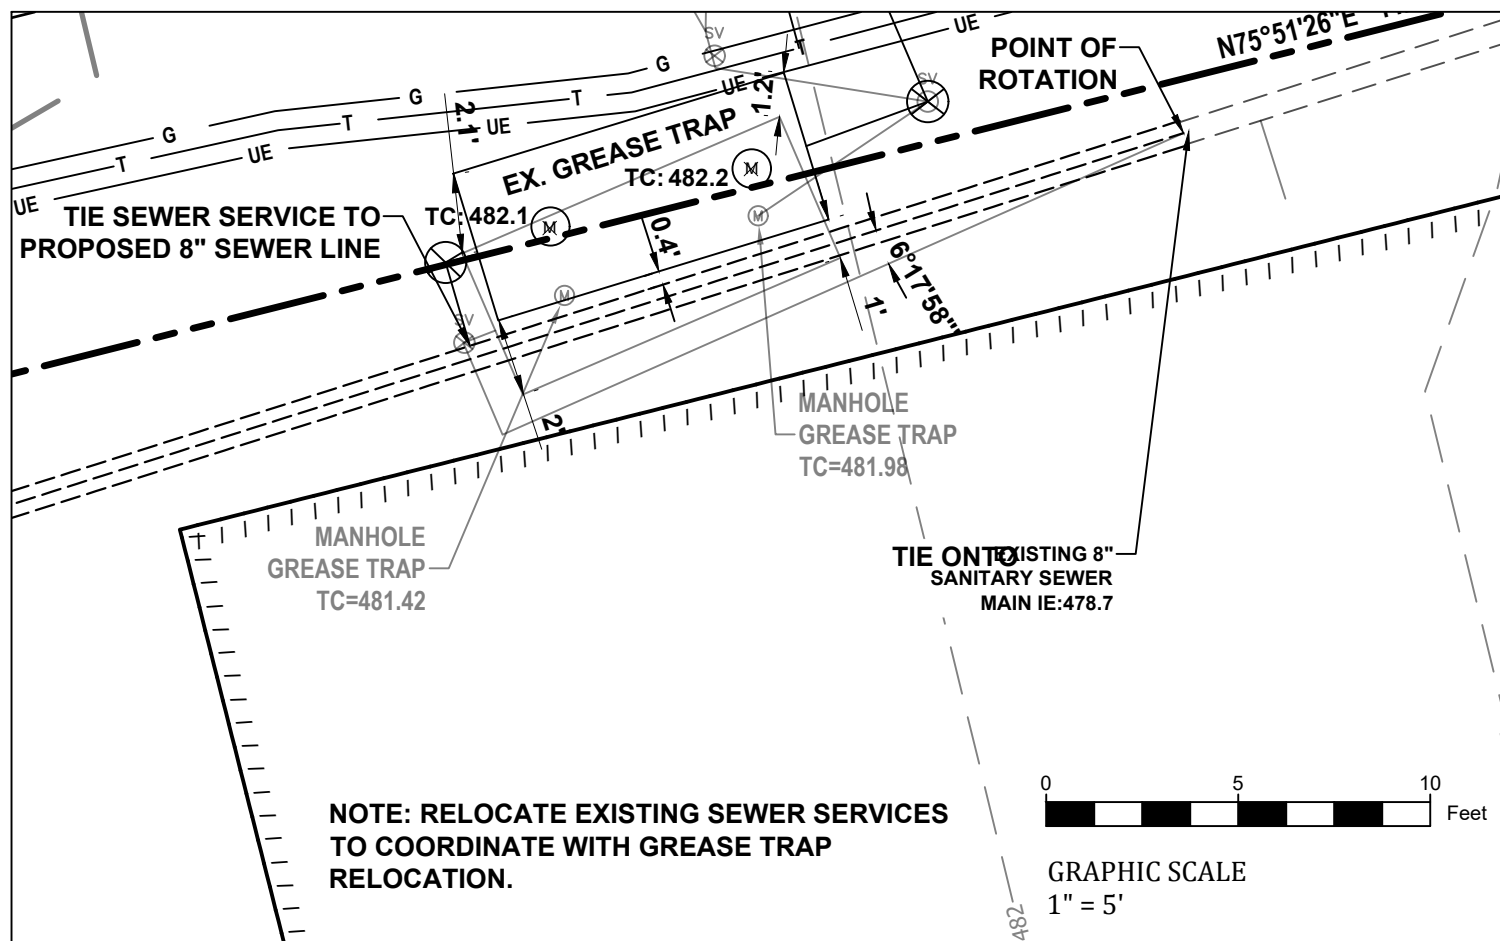 SV
G
T
UE
N75°51'26"E
POINT OF
ROTATION
G
T
UE
SV
2.1'
1.2'
G
T
UE
EX. GREASE TRAP
T
UE
UE
TC: 482.2
M
TIE SEWER SERVICE TO
PROPOSED 8" SEWER LINE
TC: 482.1
M
M
0.4'
6°17'58"
M
1'
SV
2'
MANHOLE
GREASE TRAP
TC=481.98
MANHOLE
GREASE TRAP
TC=481.42
TIE ONTO
EXISTING 8"
SANITARY SEWER
MAIN IE:478.7
NOTE: RELOCATE EXISTING SEWER SERVICES
TO COORDINATE WITH GREASE TRAP
RELOCATION.
0 5 10
Feet
GRAPHIC SCALE
1" = 5'
482